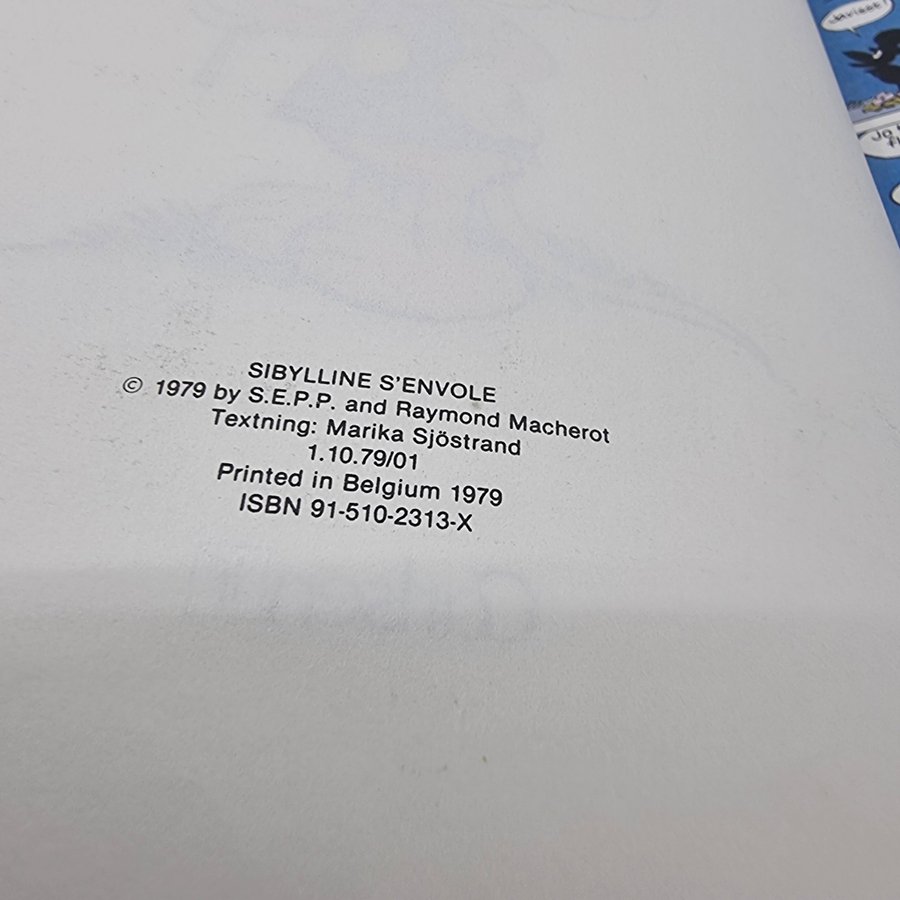 SIBYLLINE S'ENVOLE
© 1979 by S.E.P.P. and Raymond Macherot
Textning: Marika Sjöstrand
1.10.79/01
Printed in Belgium 1979
ISBN 91-510-2313-X
Javisst!